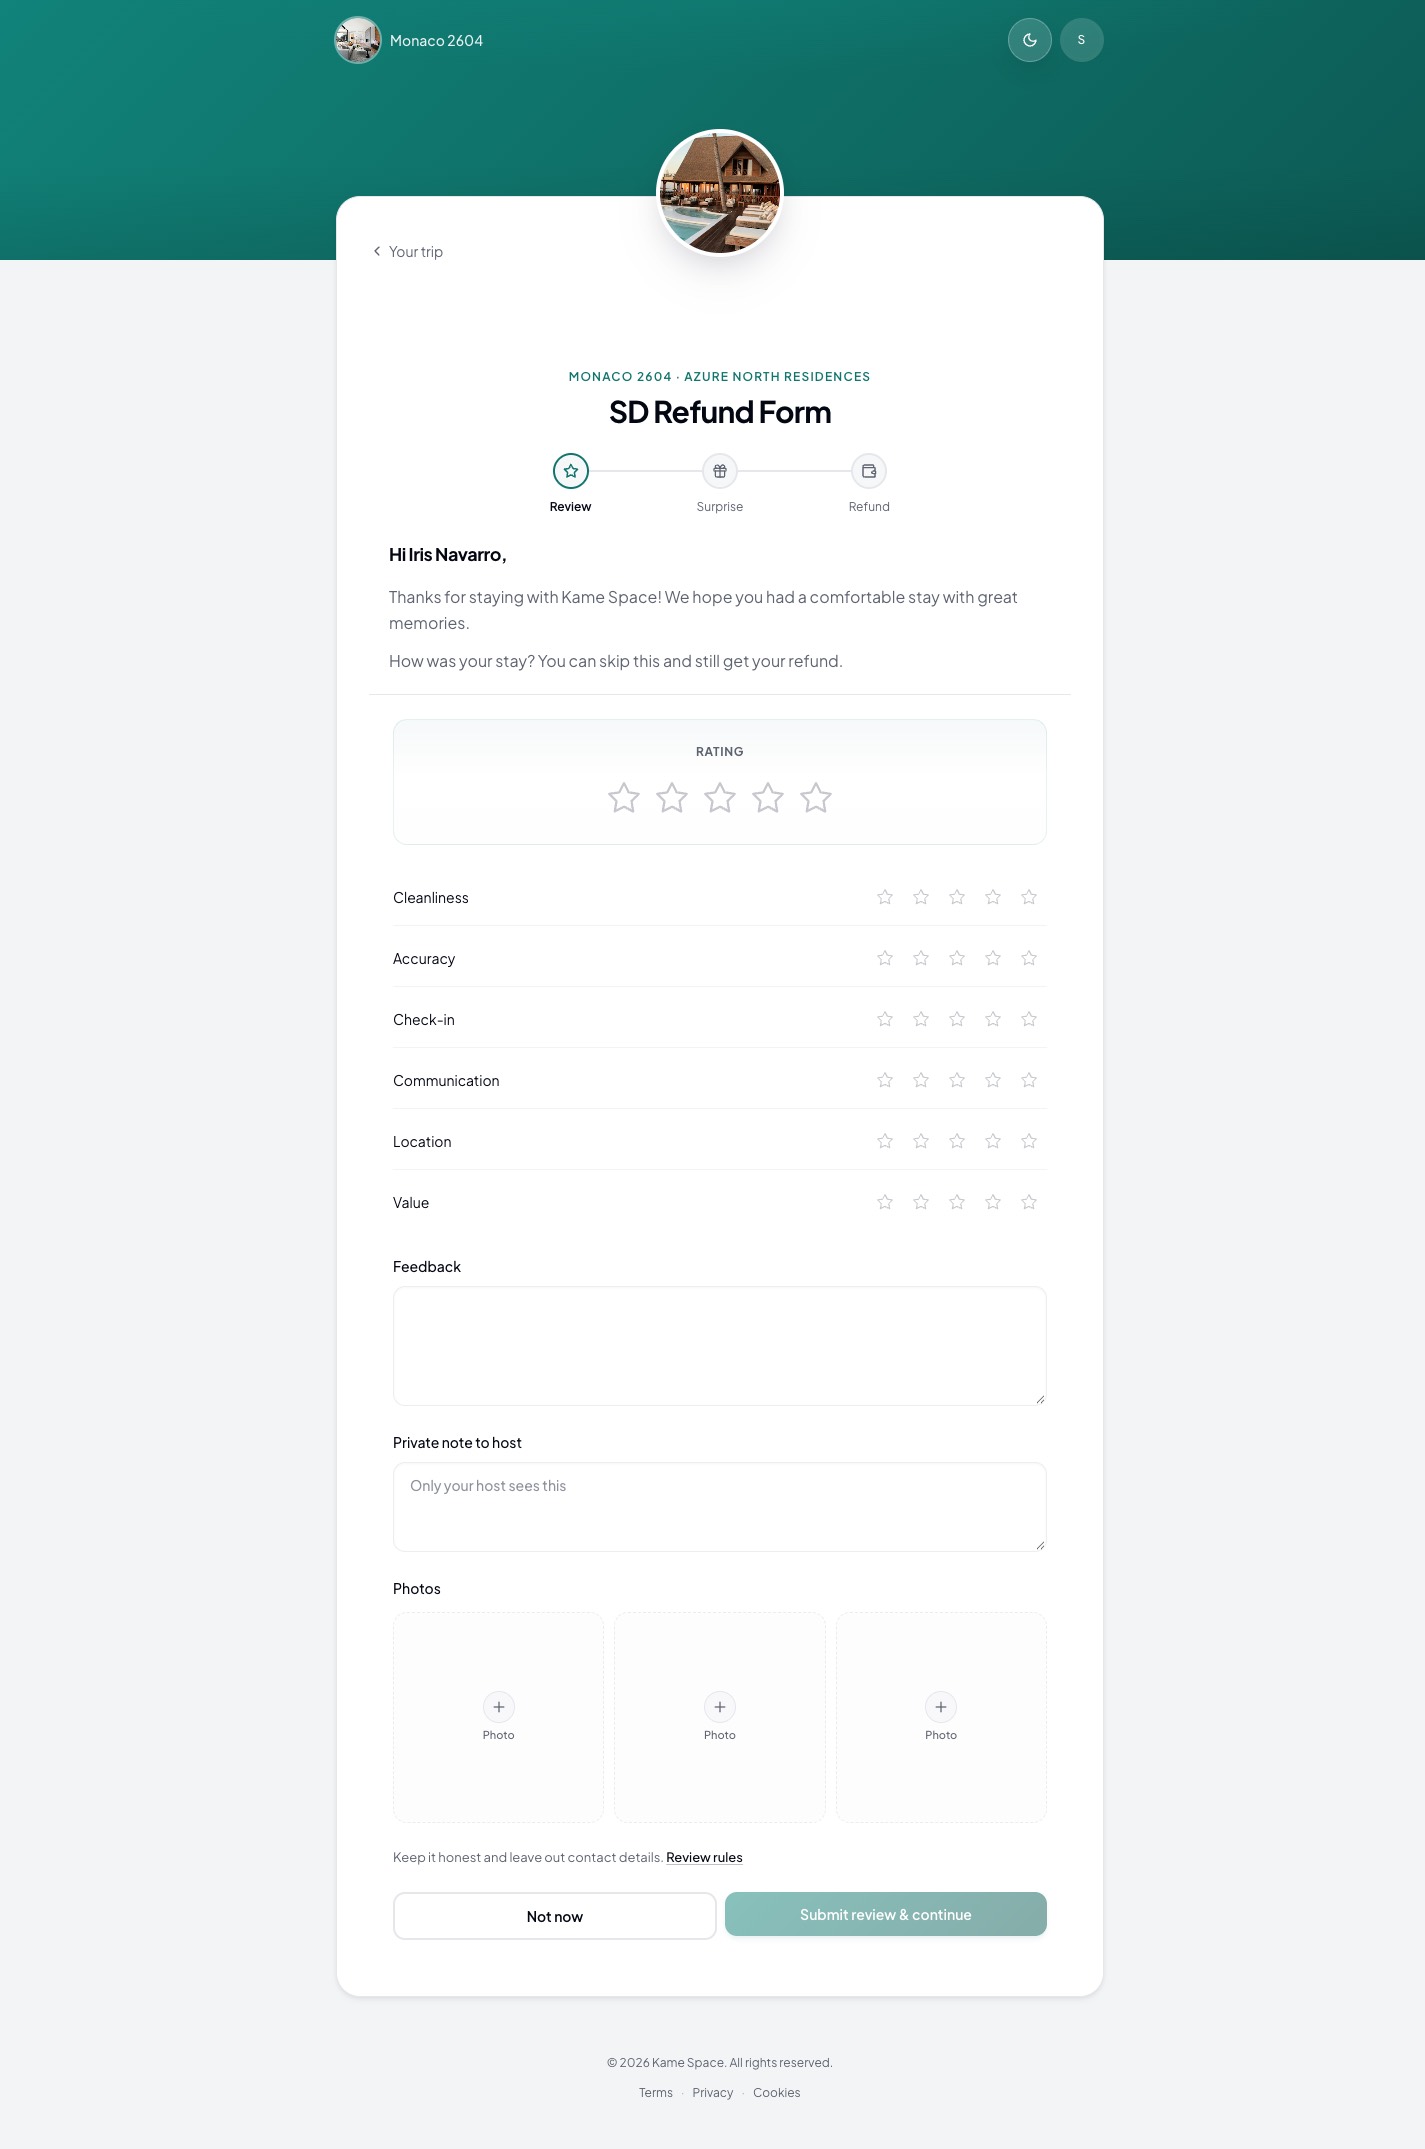 Monaco 2604
S
Your trip
MONACO 2604 · AZURE NORTH RESIDENCES
SD Refund Form
Review
Surprise
Refund
Hi Iris Navarro,
Thanks for staying with Kame Space! We hope you had a comfortable stay with great
memories.
How was your stay? You can skip this and still get your refund.
RATING
Cleanliness
Accuracy
Check-in
Communication
Location
Value
Feedback
Private note to host
Only your host sees this
Photos
Photo
Photo
Photo
Keep it honest and leave out contact details. Review rules
Not now
Submit review & continue
© 2026 Kame Space. All rights reserved.
Terms · Privacy · Cookies